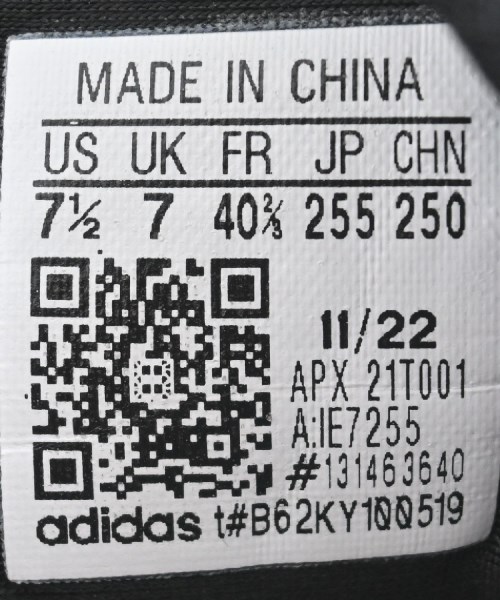 MADE IN CHINA
US UK FR JP CHN
7½ 7 40⅔ 255 250
11/22
APX 21T001
A:IE7255
#131463640
adidas t#B62KY100519